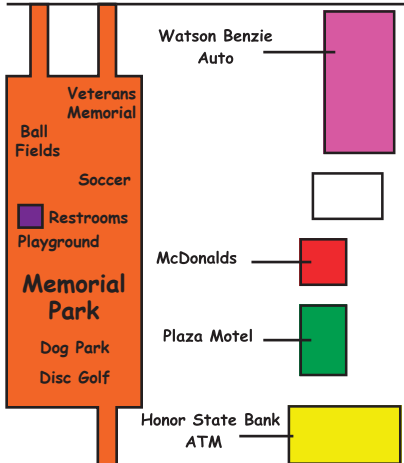 Watson Benzie
Auto
Veterans
Memorial
Ball
Fields
Soccer
Restrooms
Playground
McDonalds
Memorial
Park
Plaza Motel
Dog Park
Disc Golf
Honor State Bank
ATM